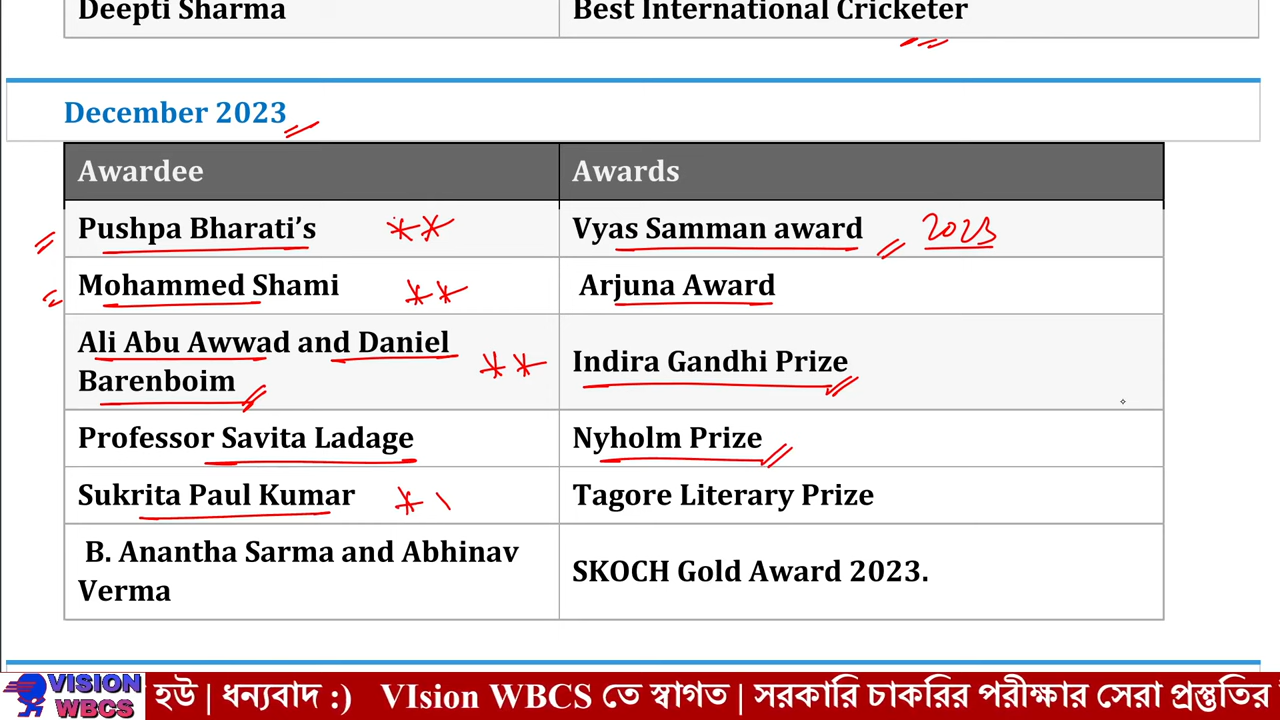 Deepti Sharma Best International Cricketer
December 2023
Awardee Awards
Pushpa Bharati’s ** Vyas Samman award 2023
Mohammed Shami ** Arjuna Award
Ali Abu Awwad and Daniel
Barenboim ** Indira Gandhi Prize
Professor Savita Ladage Nyholm Prize
Sukrita Paul Kumar * Tagore Literary Prize
B. Anantha Sarma and Abhinav
Verma SKOCH Gold Award 2023.
VISION
WBCS
হউ | ধন্যবাদ :) VIsion WBCS তে স্বাগত | সরকারি চাকরির পরীক্ষার সেরা প্রস্তুতির